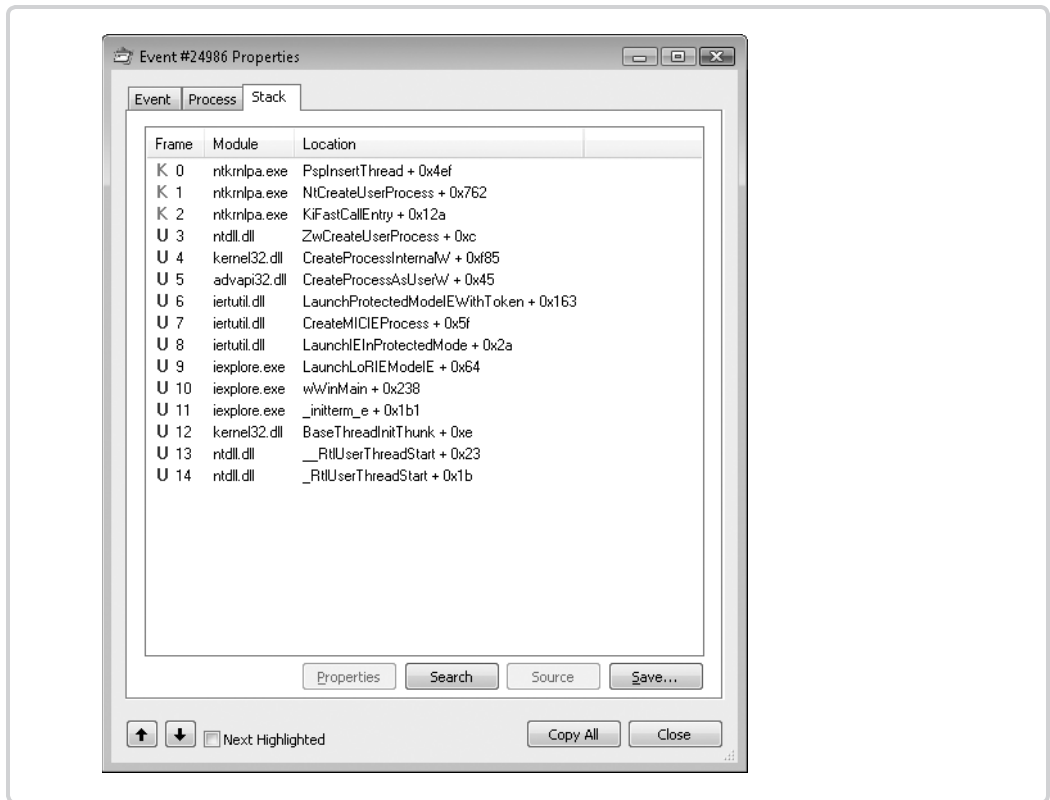 Event #24986 Properties
Event Process Stack
Frame Module Location
K 0 ntkrnlpa.exe PspInsertThread + 0x4ef
K 1 ntkrnlpa.exe NtCreateUserProcess + 0x762
K 2 ntkrnlpa.exe KiFastCallEntry + 0x12a
U 3 ntdll.dll ZwCreateUserProcess + 0xc
U 4 kernel32.dll CreateProcessInternalW + 0xf85
U 5 advapi32.dll CreateProcessAsUserW + 0x45
U 6 iertutil.dll LaunchProtectedModeIEWithToken + 0x163
U 7 iertutil.dll CreateMICIEProcess + 0x5f
U 8 iertutil.dll LaunchIEInProtectedMode + 0x2a
U 9 iexplore.exe LaunchLoRIEModeIE + 0x64
U 10 iexplore.exe wWinMain + 0x238
U 11 iexplore.exe _initterm_e + 0x1b1
U 12 kernel32.dll BaseThreadInitThunk + 0xe
U 13 ntdll.dll __RtlUserThreadStart + 0x23
U 14 ntdll.dll _RtlUserThreadStart + 0x1b
Properties Search Source Save...
Next Highlighted Copy All Close